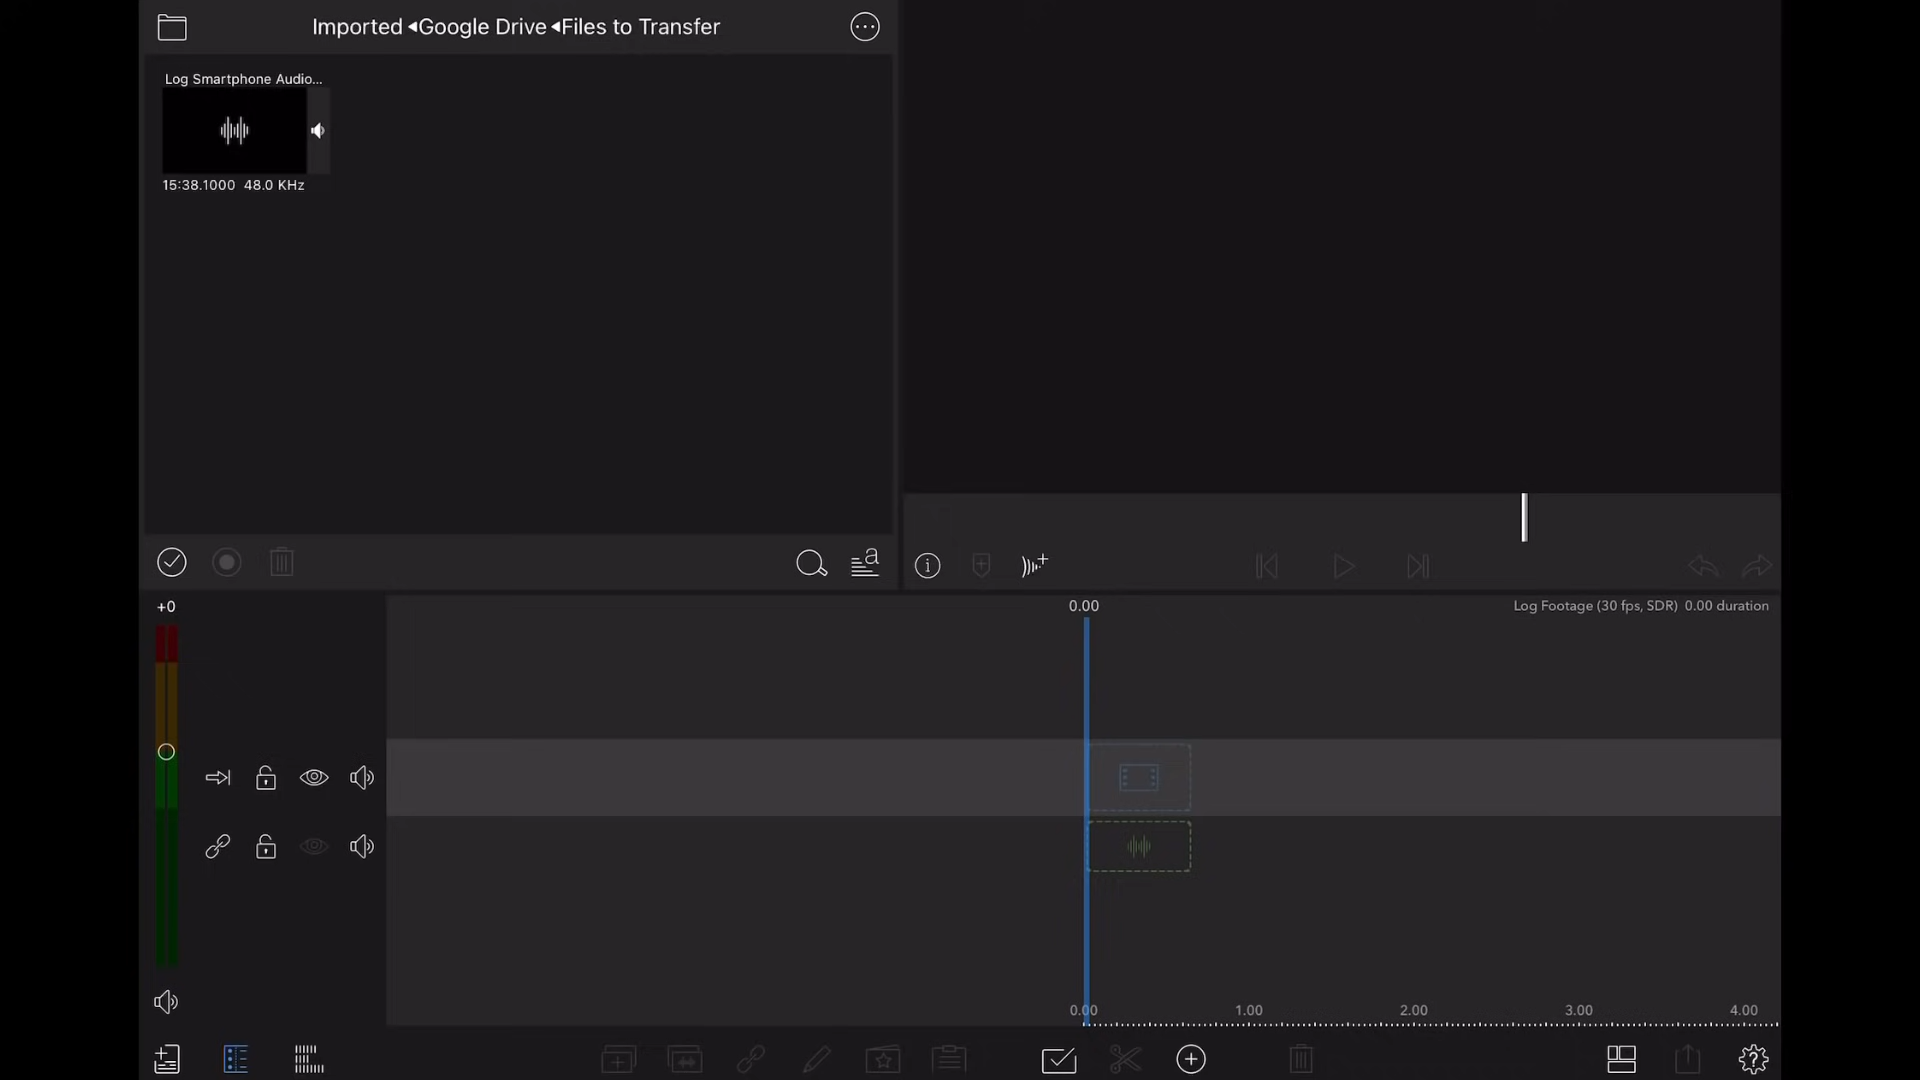 Imported ◂Google Drive ◂Files to Transfer
Log Smartphone Audio...
15:38.1000 48.0 KHz
+0
0.00
Log Footage (30 fps, SDR) 0.00 duration
0.00 1.00 2.00 3.00 4.00